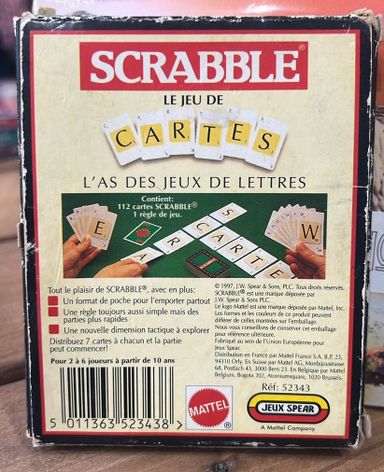 SCRABBLE®
LE JEU DE
CARTES
L'AS DES JEUX DE LETTRES
Contient:
112 cartes SCRABBLE®
1 règle de jeu.
E
W
CARTE
S
A
R
Tout le plaisir de SCRABBLE®, avec en plus:
Un format de poche pour l'emporter partout
Une règle toujours aussi simple mais des
parties plus rapides
Une nouvelle dimension tactique à explorer
Distribuez 7 cartes à chacun et la partie
peut commencer!
Pour 2 à 6 joueurs à partir de 10 ans
© 1997, J.W. Spear & Sons, PLC. Tous droits réservés.
SCRABBLE® est une marque déposée par
J.W. Spear & Sons PLC.
Le logo Mattel est une marque déposée par Mattel, Inc.
Les formes et les couleurs de ce produit peuvent
différer de celles montrées sur l'emballage.
Nous vous conseillons de conserver cet emballage
pour référence ultérieure.
Fabriqué au sein de l'Union Européenne pour
Jeux Spear.
Distribution en France par Mattel France S.A. B.P. 23,
94310 Orly. En Suisse par Mattel AG, Monbijoustrasse
68, Postfach 43, 3000 Bern 23. En Belgique par Mattel
Belgium, Bogota 202, Atomiumsquare, 1020 Brussels.
Réf: 52343
5 011363 523438 >
MATTEL
®
JEUX SPEAR
A Mattel Company